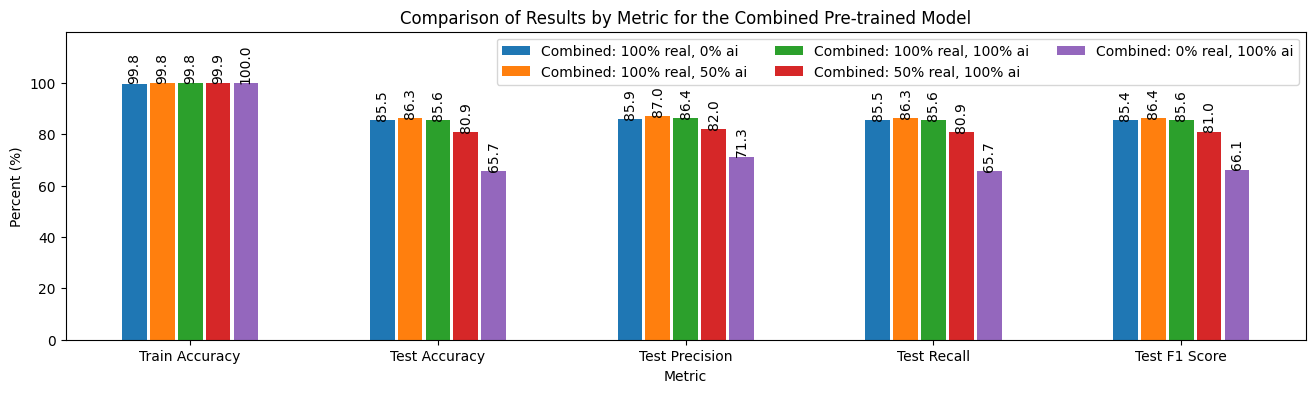 Comparison of Results by Metric for the Combined Pre-trained Model
Combined: 100% real, 0% ai
Combined: 100% real, 50% ai
Combined: 100% real, 100% ai
Combined: 50% real, 100% ai
Combined: 0% real, 100% ai
Percent (%)
100
80
60
40
20
0
99.8
99.8
99.8
99.9
100.0
85.5
86.3
85.6
80.9
65.7
85.9
87.0
86.4
82.0
71.3
85.5
86.3
85.6
80.9
65.7
85.4
86.4
85.6
81.0
66.1
Train Accuracy
Test Accuracy
Test Precision
Test Recall
Test F1 Score
Metric